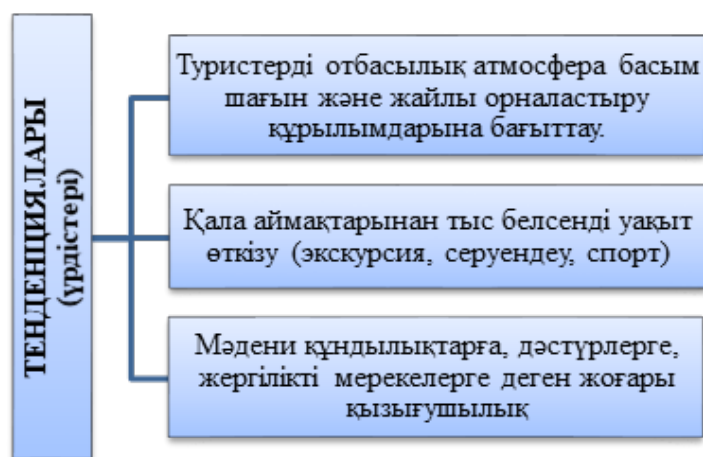 ТЕНДЕНЦИЯЛАРЫ
(үрдістері)
Туристерді отбасылық атмосфера басым
шағын және жайлы орналастыру
құрылымдарына бағыттау.
Қала аймақтарынан тыс белсенді уақыт
өткізу (экскурсия, серуендеу, спорт)
Мәдени құндылықтарға, дәстүрлерге,
жергілікті мерекелерге деген жоғары
қызығушылық